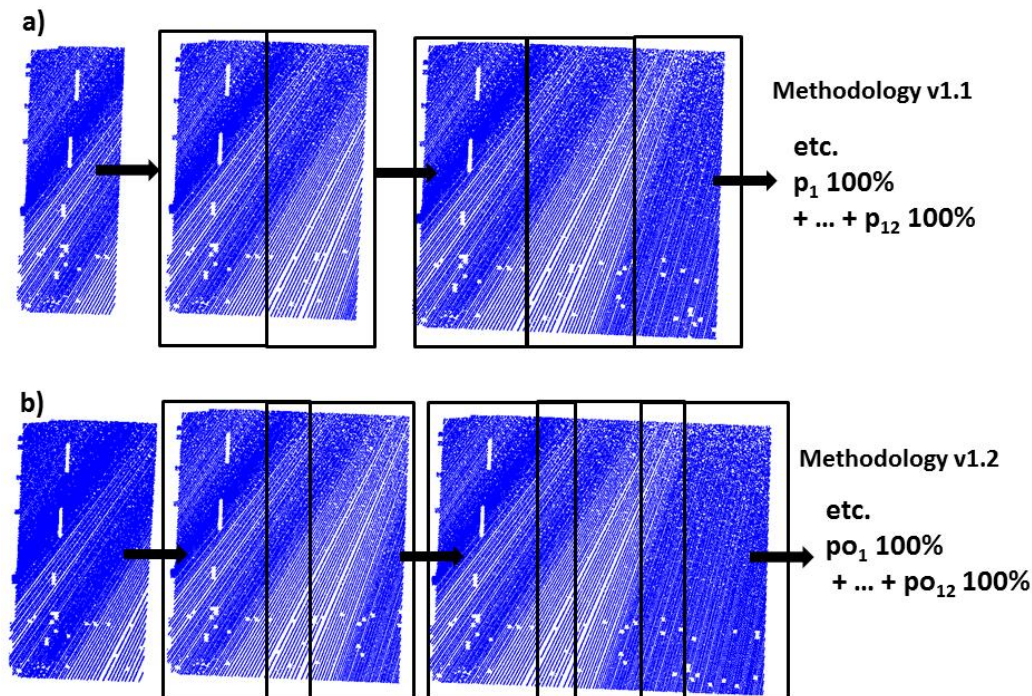 a)
Methodology v1.1
etc.
p₁ 100%
+ ... + p₁₂ 100%
b)
Methodology v1.2
etc.
po₁ 100%
+ ... + po₁₂ 100%